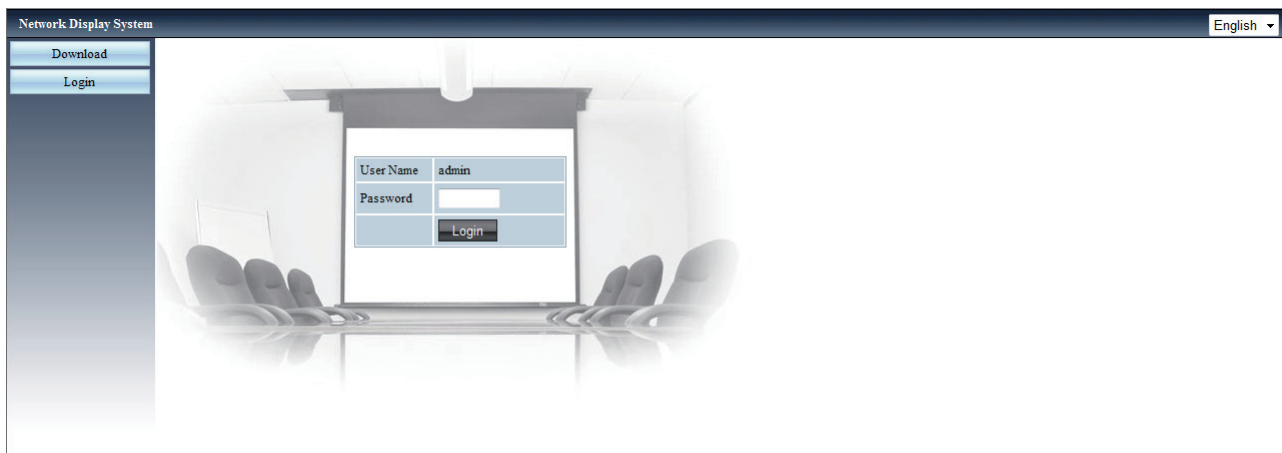 Network Display System
English
Download
Login
User Name admin
Password
Login